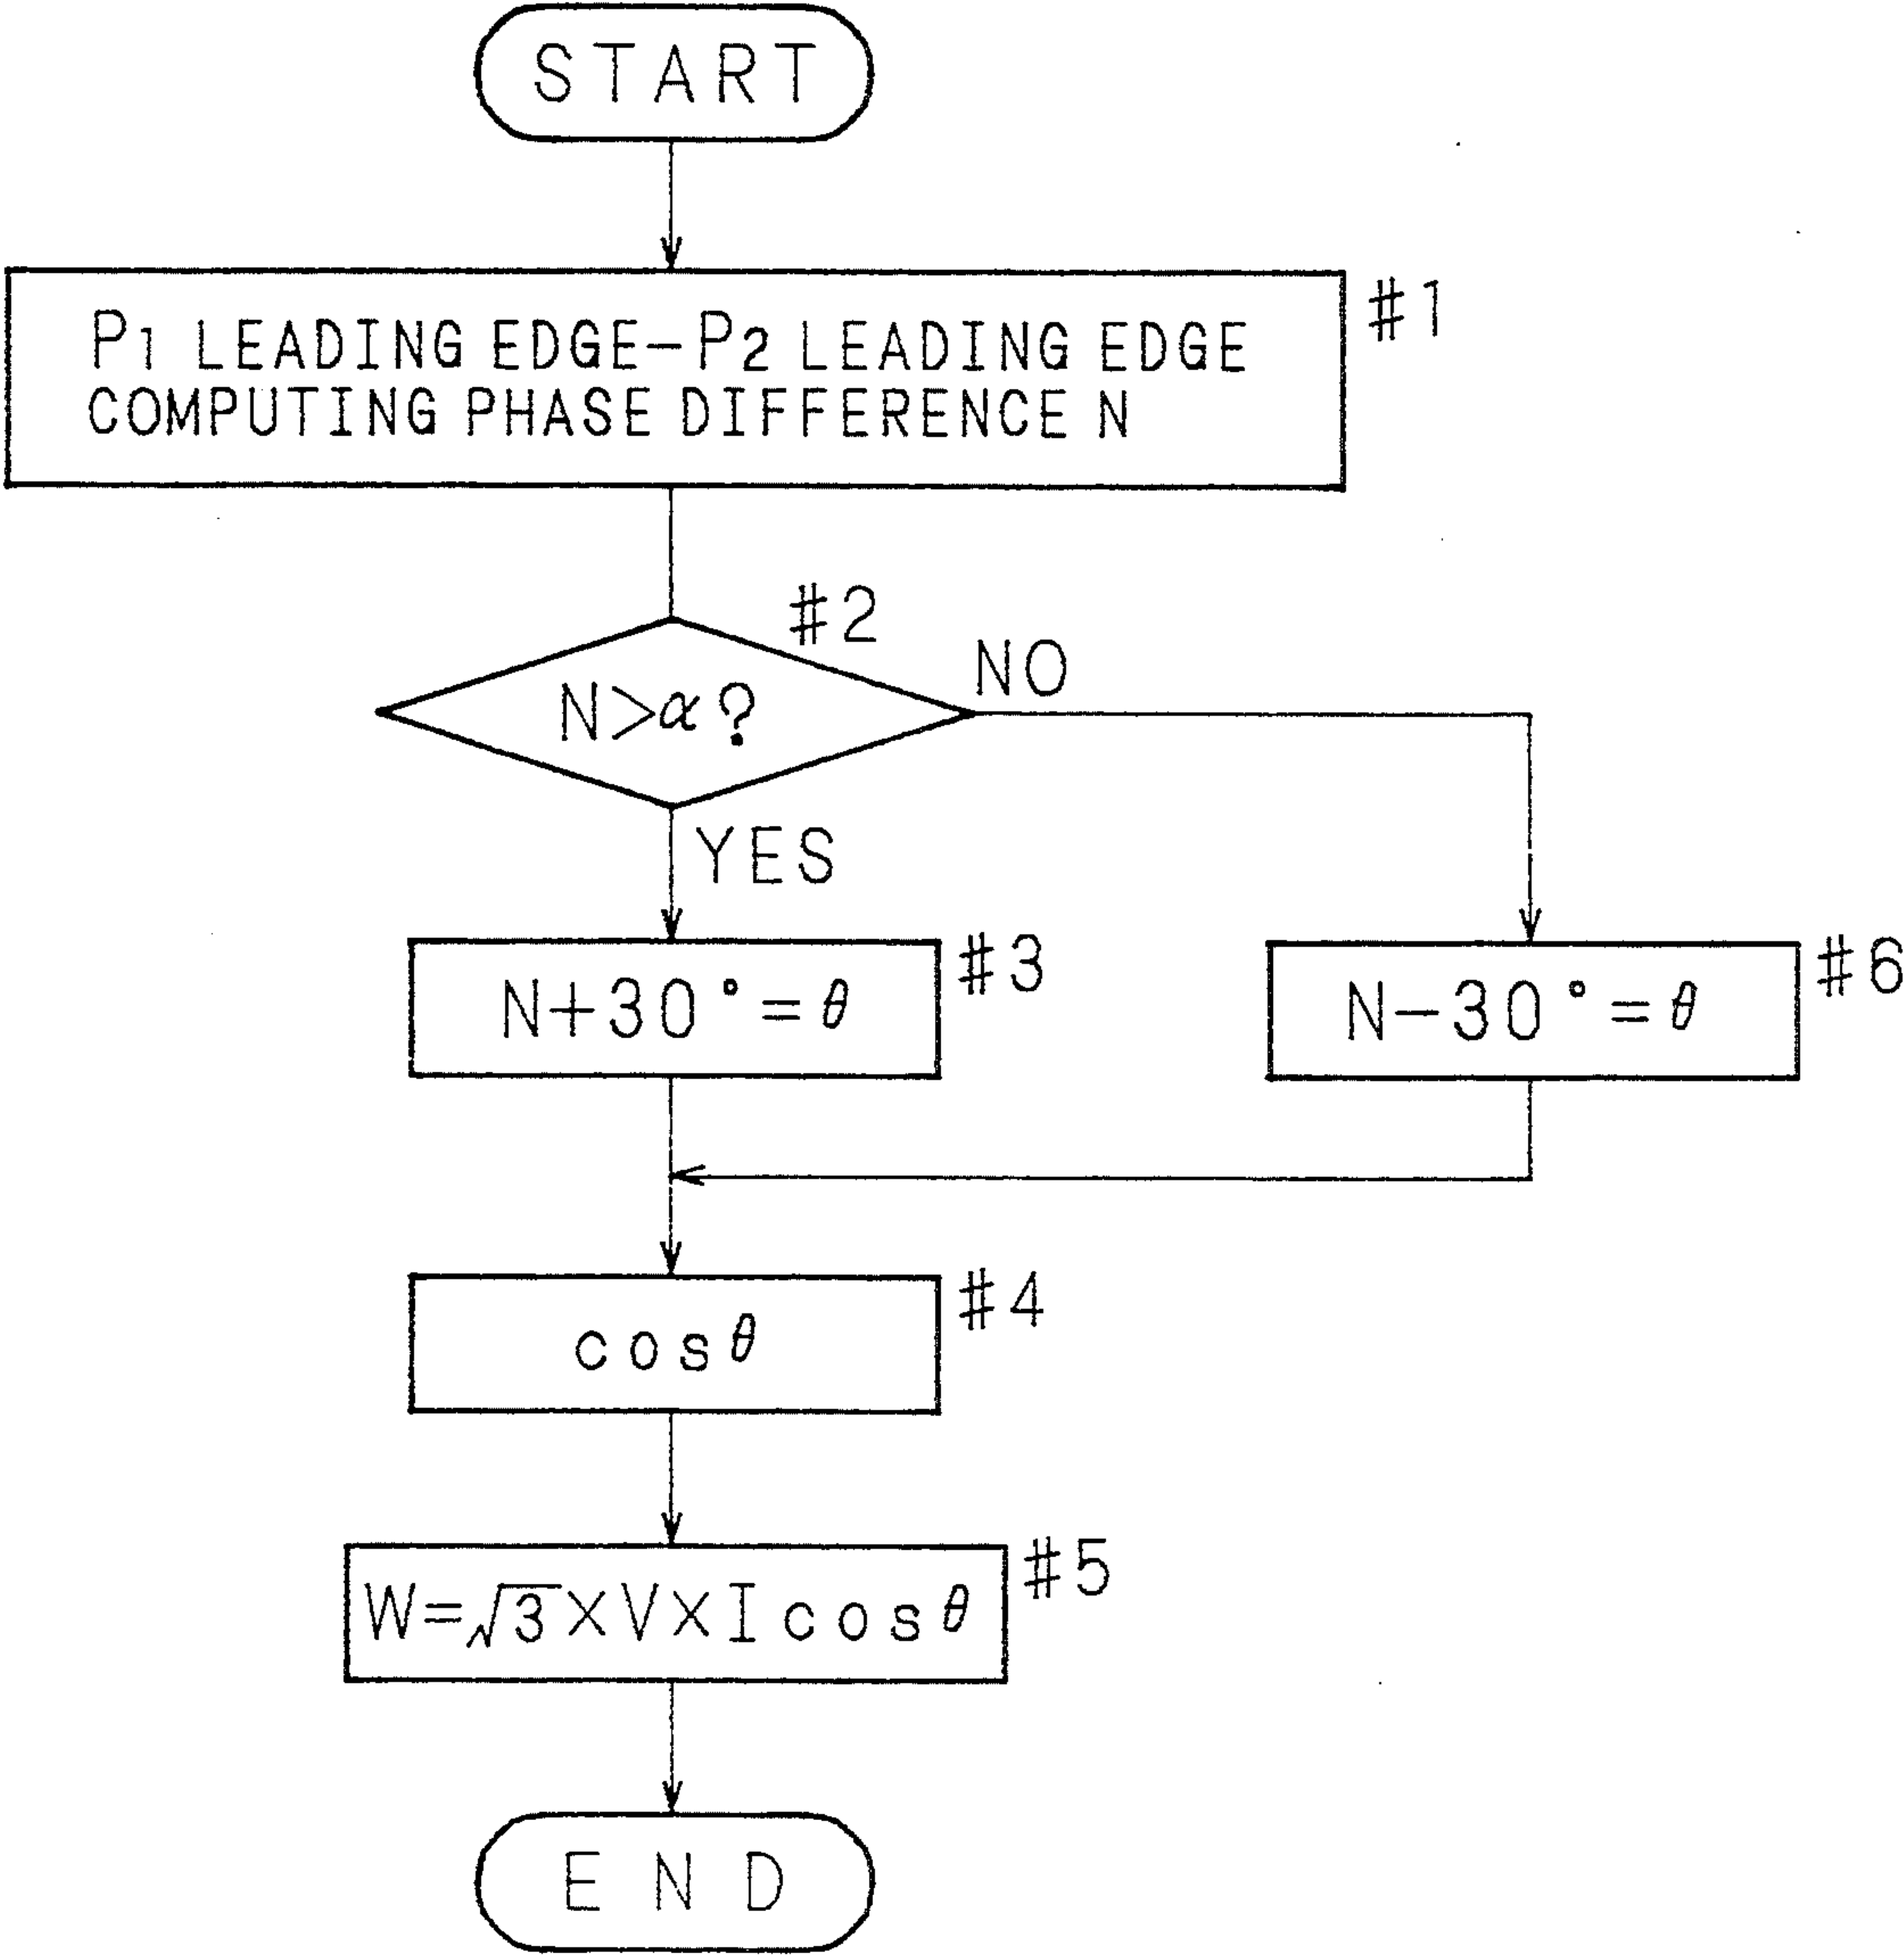 START
#1
P1 LEADING EDGE-P2 LEADING EDGE
COMPUTING PHASE DIFFERENCE N
#2
N>α?
NO
YES
#3
N+30°=θ
#6
N-30°=θ
#4
cosθ
#5
W=√3×V×I cosθ
END